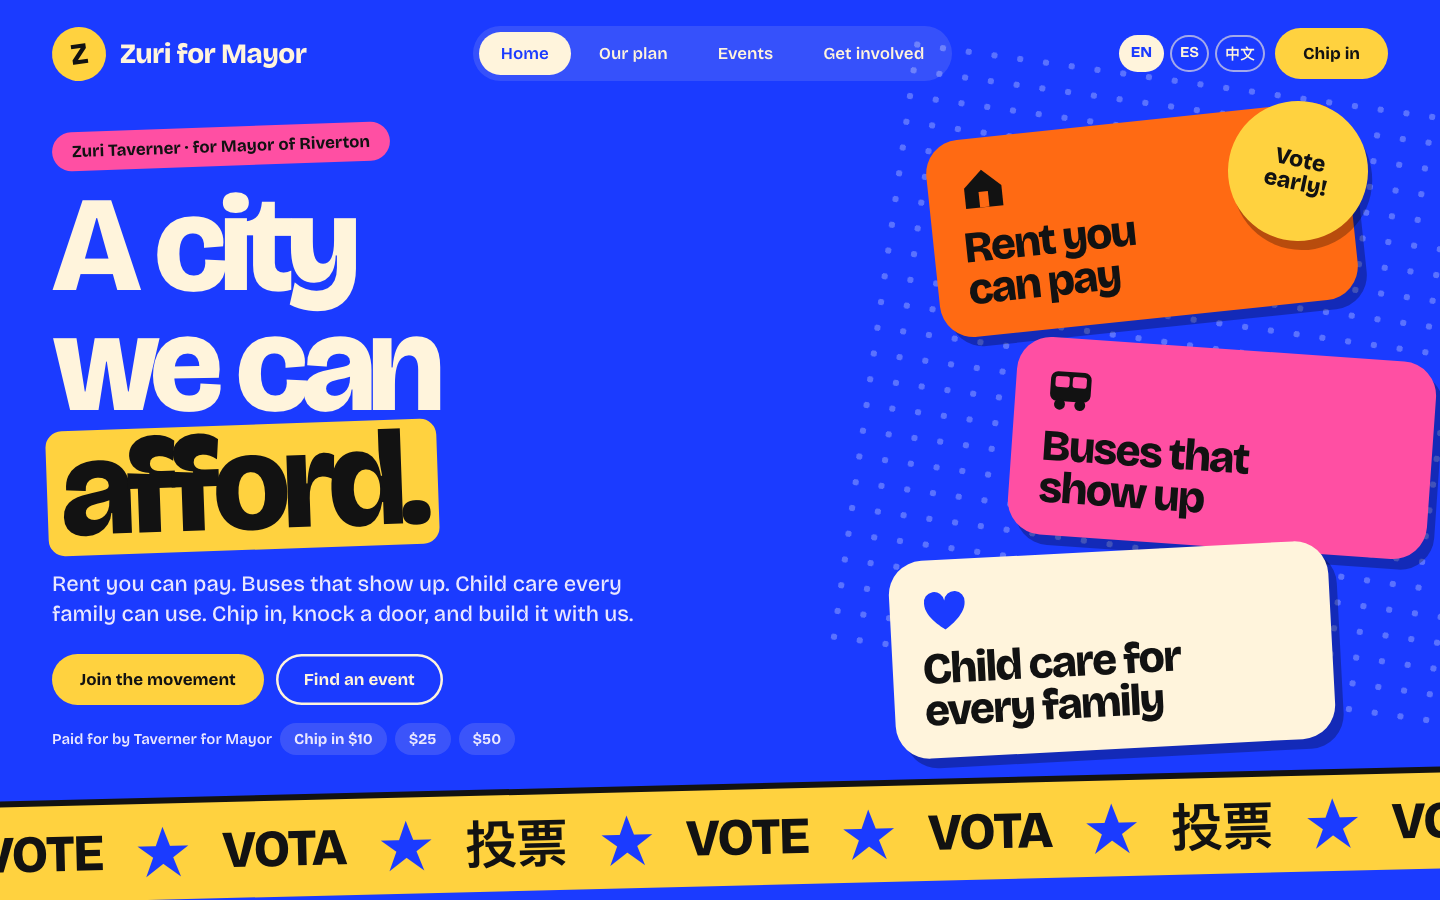 Z
Zuri for Mayor
Home
Our plan
Events
Get involved
EN
ES
中文
Chip in
Zuri Taverner · for Mayor of Riverton
A city
we can
afford.
Rent you can pay. Buses that show up. Child care every
family can use. Chip in, knock a door, and build it with us.
Join the movement
Find an event
Paid for by Taverner for Mayor
Chip in $10
$25
$50
Vote
early!
Rent you
can pay
Buses that
show up
Child care for
every family
VOTE ★ VOTA ★ 投票 ★ VOTE ★ VOTA ★ 投票 ★ VO